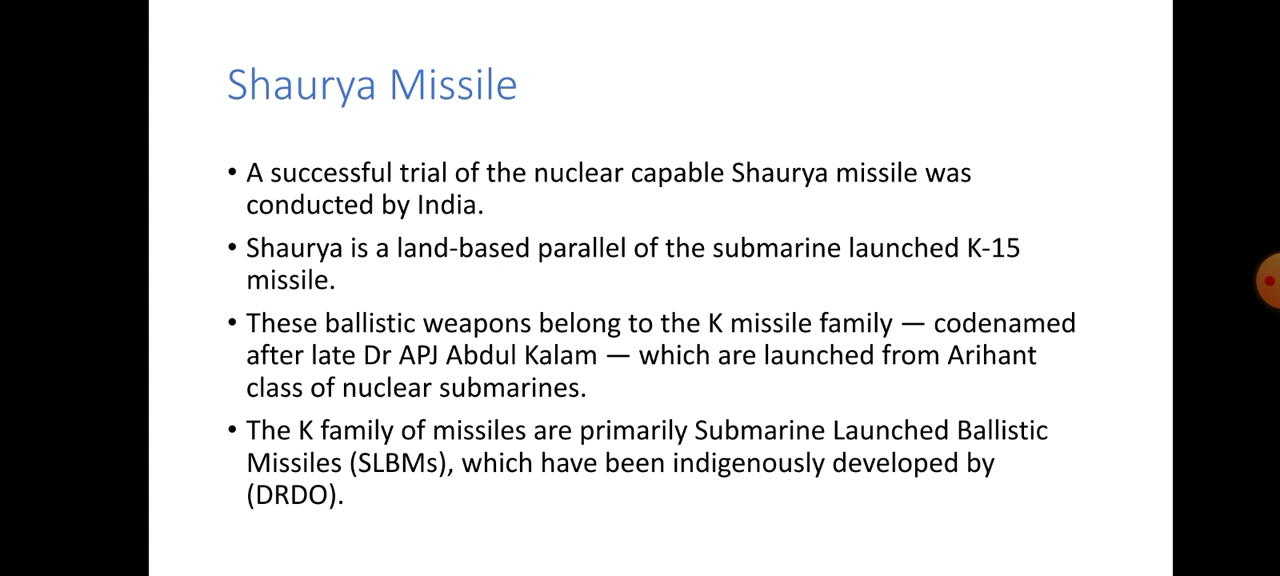 Shaurya Missile
• A successful trial of the nuclear capable Shaurya missile was
conducted by India.
• Shaurya is a land-based parallel of the submarine launched K-15
missile.
• These ballistic weapons belong to the K missile family — codenamed
after late Dr APJ Abdul Kalam — which are launched from Arihant
class of nuclear submarines.
• The K family of missiles are primarily Submarine Launched Ballistic
Missiles (SLBMs), which have been indigenously developed by
(DRDO).